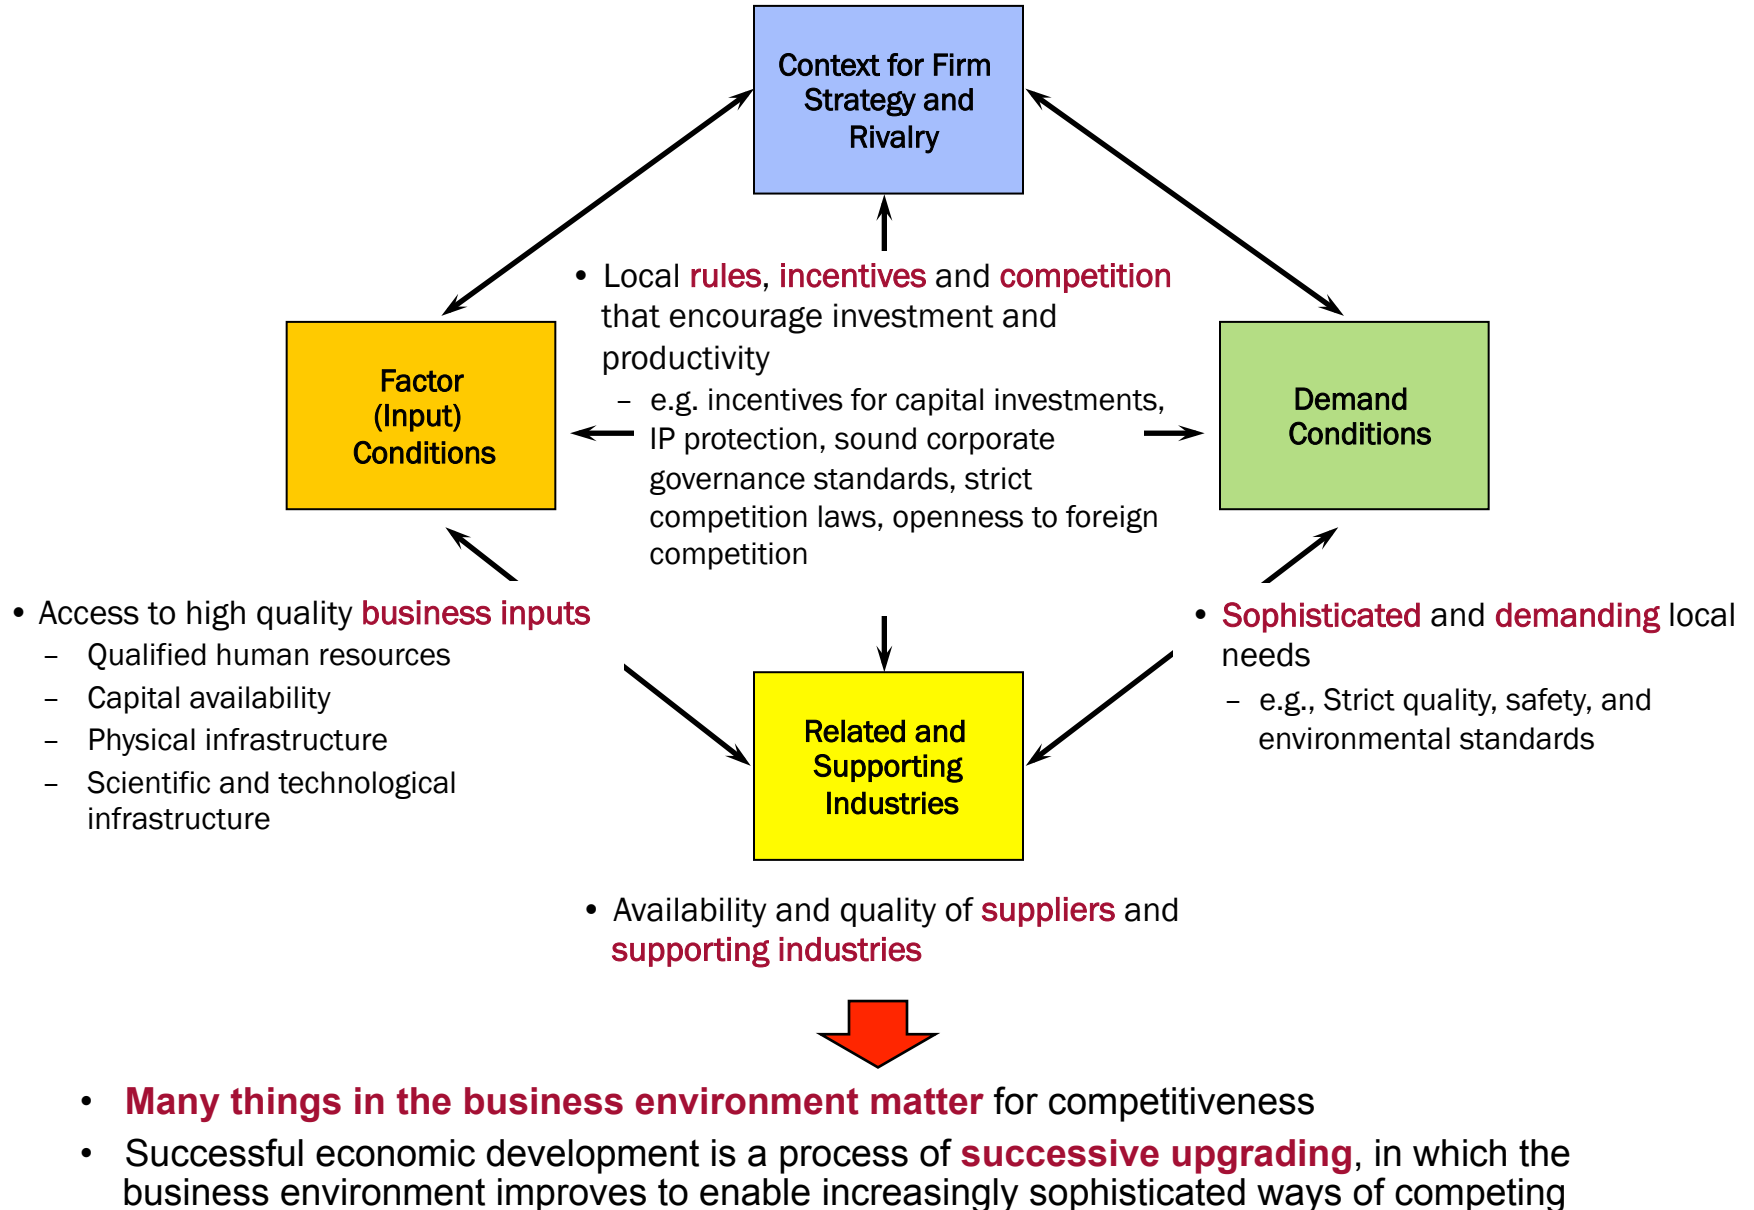 Context for Firm
Strategy and
Rivalry
• Local rules, incentives and competition
that encourage investment and
productivity
– e.g. incentives for capital investments,
IP protection, sound corporate
governance standards, strict
competition laws, openness to foreign
competition
Factor
(Input)
Conditions
Demand
Conditions
• Access to high quality business inputs
– Qualified human resources
– Capital availability
– Physical infrastructure
– Scientific and technological
infrastructure
• Sophisticated and demanding local
needs
– e.g., Strict quality, safety, and
environmental standards
Related and
Supporting
Industries
• Availability and quality of suppliers and
supporting industries
• Many things in the business environment matter for competitiveness
• Successful economic development is a process of successive upgrading, in which the
business environment improves to enable increasingly sophisticated ways of competing